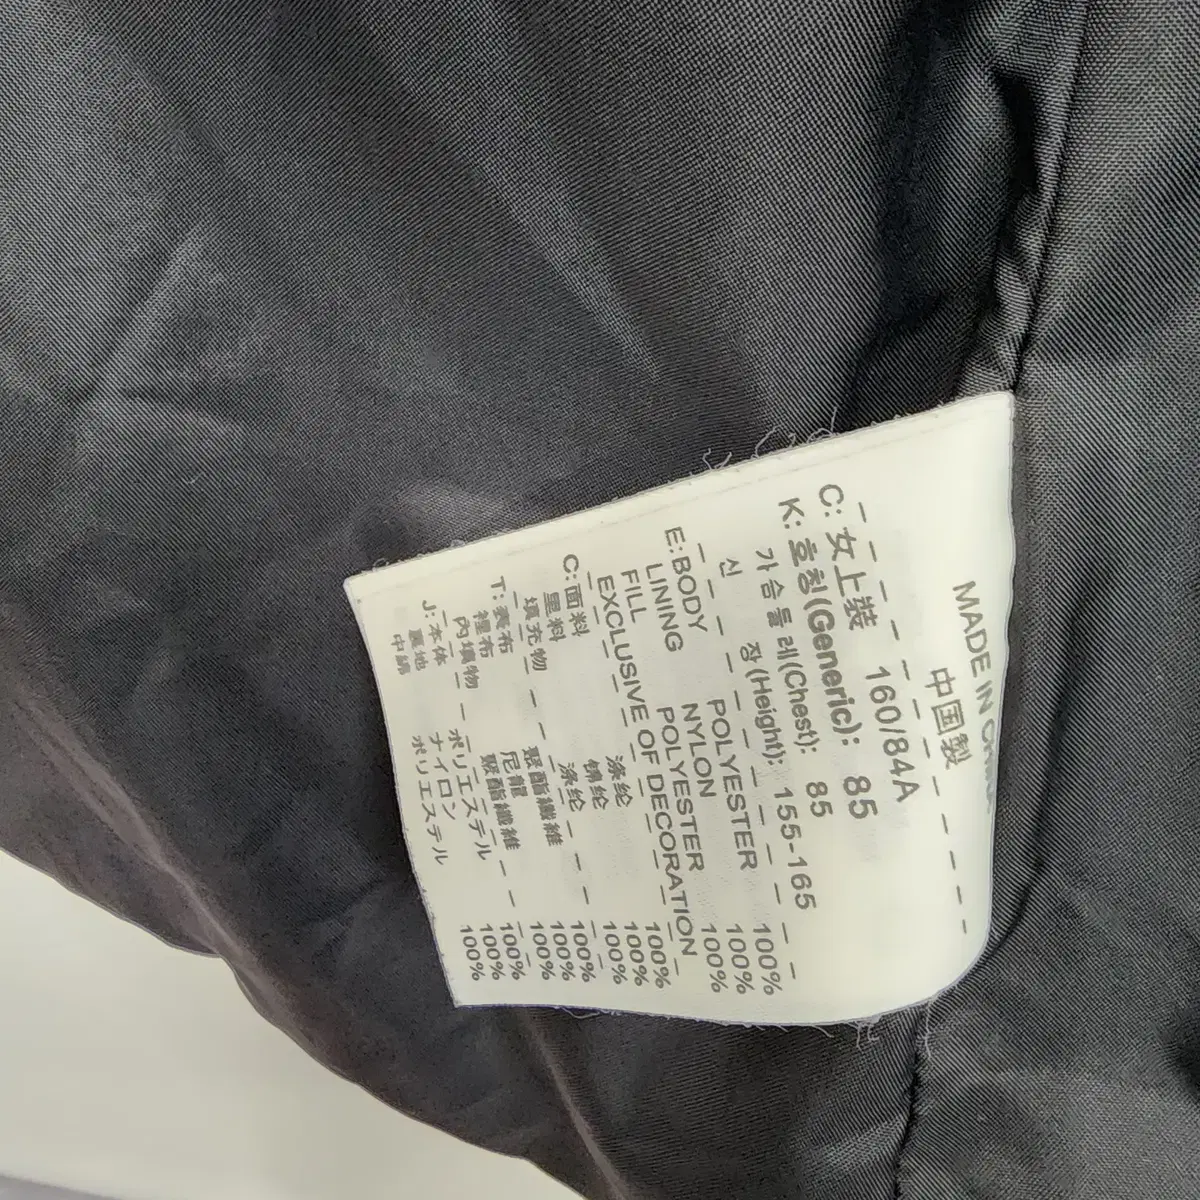 MADE IN
中国製
C: 女上裝 160/84A
K: 호칭(Generic): 85
가슴둘레(Chest): 85
신 장(Height): 155-165
E:BODY POLYESTER 100%
LINING NYLON 100%
FILL POLYESTER 100%
EXCLUSIVE OF DECORATION
C:面料 涤纶 100%
里料 锦纶 100%
填充物 涤纶 100%
T:表布 聚酯纖維 100%
裡布 尼龍 100%
內填物 聚酯纖維 100%
J:本体 ポリエステル 100%
裏地 ナイロン 100%
中綿 ポリエステル 100%